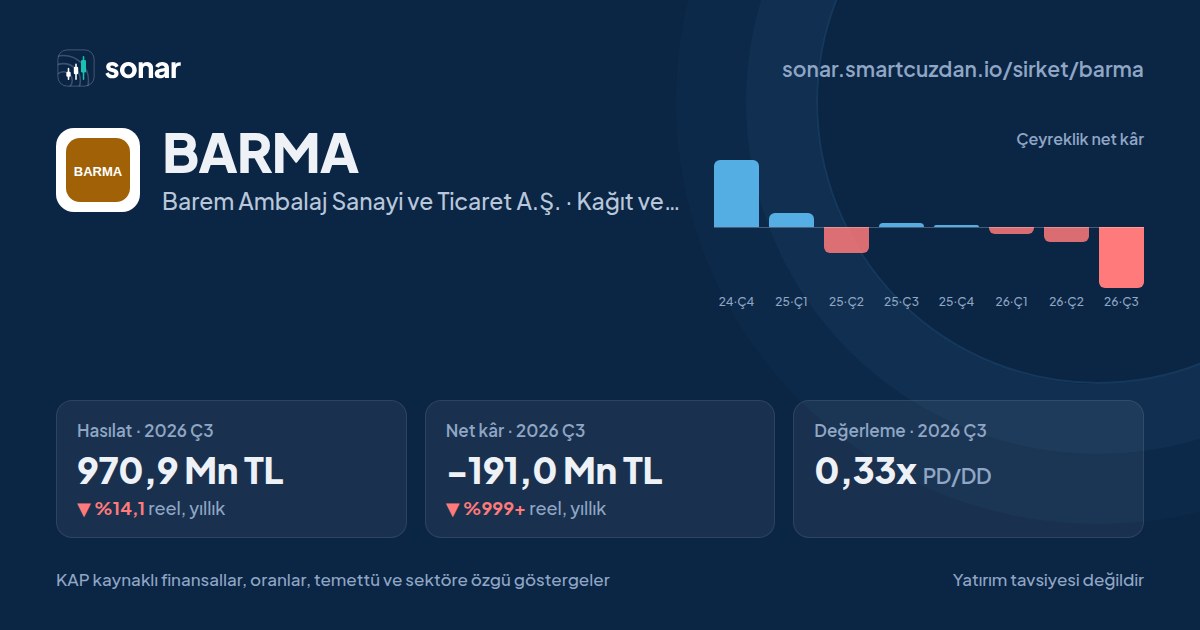 sonar
sonar.smartcuzdan.io/sirket/barma
BARMA
BARMA
Barem Ambalaj Sanayi ve Ticaret A.Ş. · Kağıt ve...
Çeyreklik net kâr
24·Ç4 25·Ç1 25·Ç2 25·Ç3 25·Ç4 26·Ç1 26·Ç2 26·Ç3
Hasılat · 2026 Ç3
970,9 Mn TL
▼ %14,1 reel, yıllık
Net kâr · 2026 Ç3
−191,0 Mn TL
▼ %999+ reel, yıllık
Değerleme · 2026 Ç3
0,33x PD/DD
KAP kaynaklı finansallar, oranlar, temettü ve sektöre özgü göstergeler
Yatırım tavsiyesi değildir